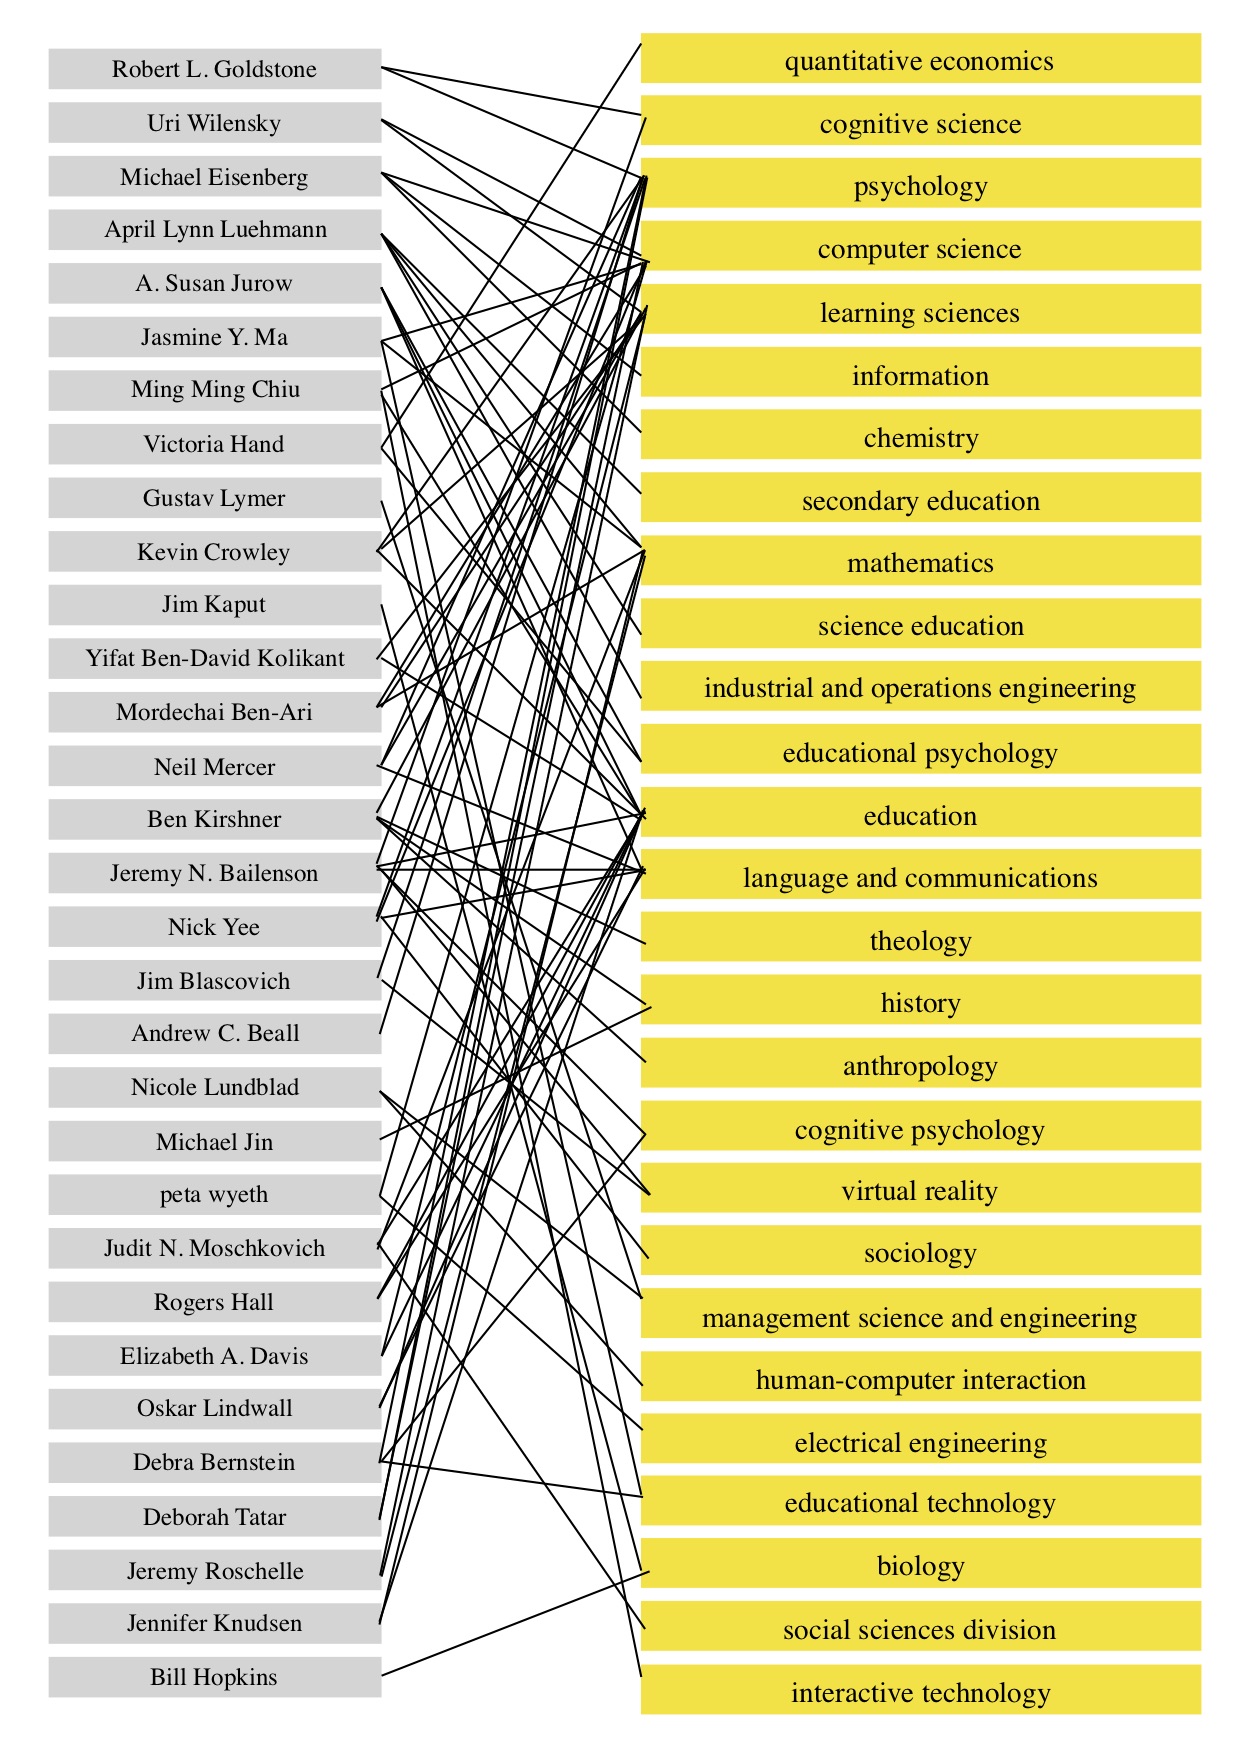 Robert L. Goldstone
Uri Wilensky
Michael Eisenberg
April Lynn Luehmann
A. Susan Jurow
Jasmine Y. Ma
Ming Ming Chiu
Victoria Hand
Gustav Lymer
Kevin Crowley
Jim Kaput
Yifat Ben-David Kolikant
Mordechai Ben-Ari
Neil Mercer
Ben Kirshner
Jeremy N. Bailenson
Nick Yee
Jim Blascovich
Andrew C. Beall
Nicole Lundblad
Michael Jin
peta wyeth
Judit N. Moschkovich
Rogers Hall
Elizabeth A. Davis
Oskar Lindwall
Debra Bernstein
Deborah Tatar
Jeremy Roschelle
Jennifer Knudsen
Bill Hopkins
quantitative economics
cognitive science
psychology
computer science
learning sciences
information
chemistry
secondary education
mathematics
science education
industrial and operations engineering
educational psychology
education
language and communications
theology
history
anthropology
cognitive psychology
virtual reality
sociology
management science and engineering
human-computer interaction
electrical engineering
educational technology
biology
social sciences division
interactive technology